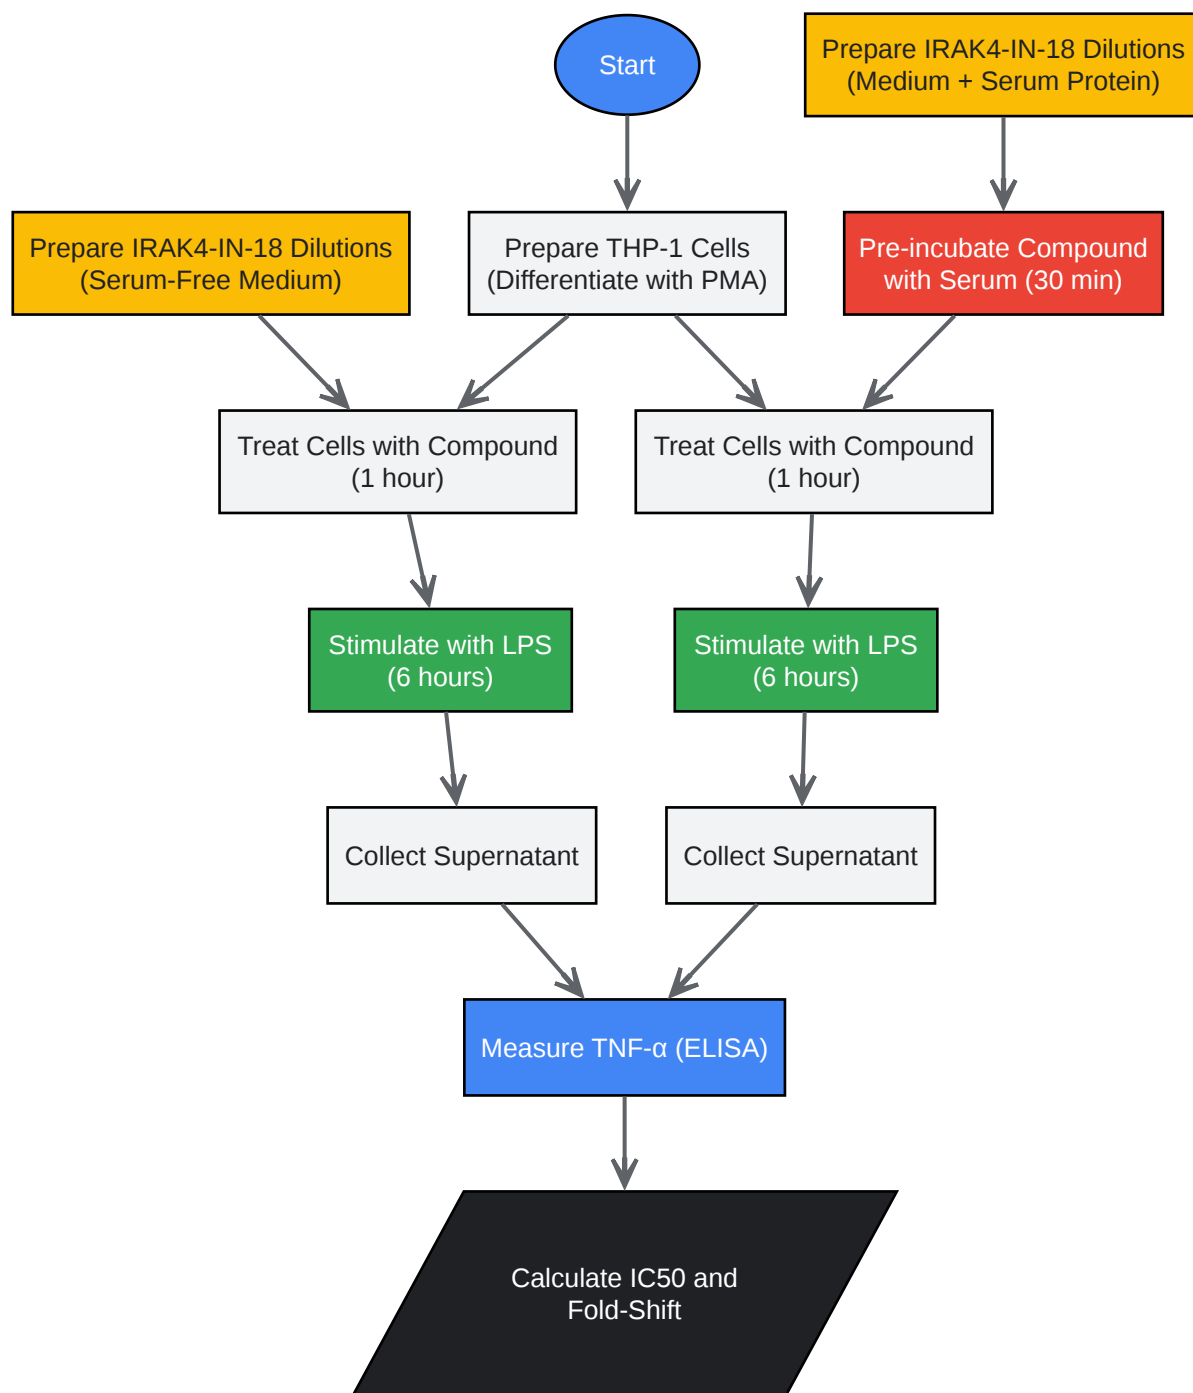 Start
Prepare IRAK4-IN-18 Dilutions
(Medium + Serum Protein)
Prepare IRAK4-IN-18 Dilutions
(Serum-Free Medium)
Prepare THP-1 Cells
(Differentiate with PMA)
Pre-incubate Compound
with Serum (30 min)
Treat Cells with Compound
(1 hour)
Treat Cells with Compound
(1 hour)
Stimulate with LPS
(6 hours)
Stimulate with LPS
(6 hours)
Collect Supernatant
Collect Supernatant
Measure TNF-α (ELISA)
Calculate IC50 and
Fold-Shift